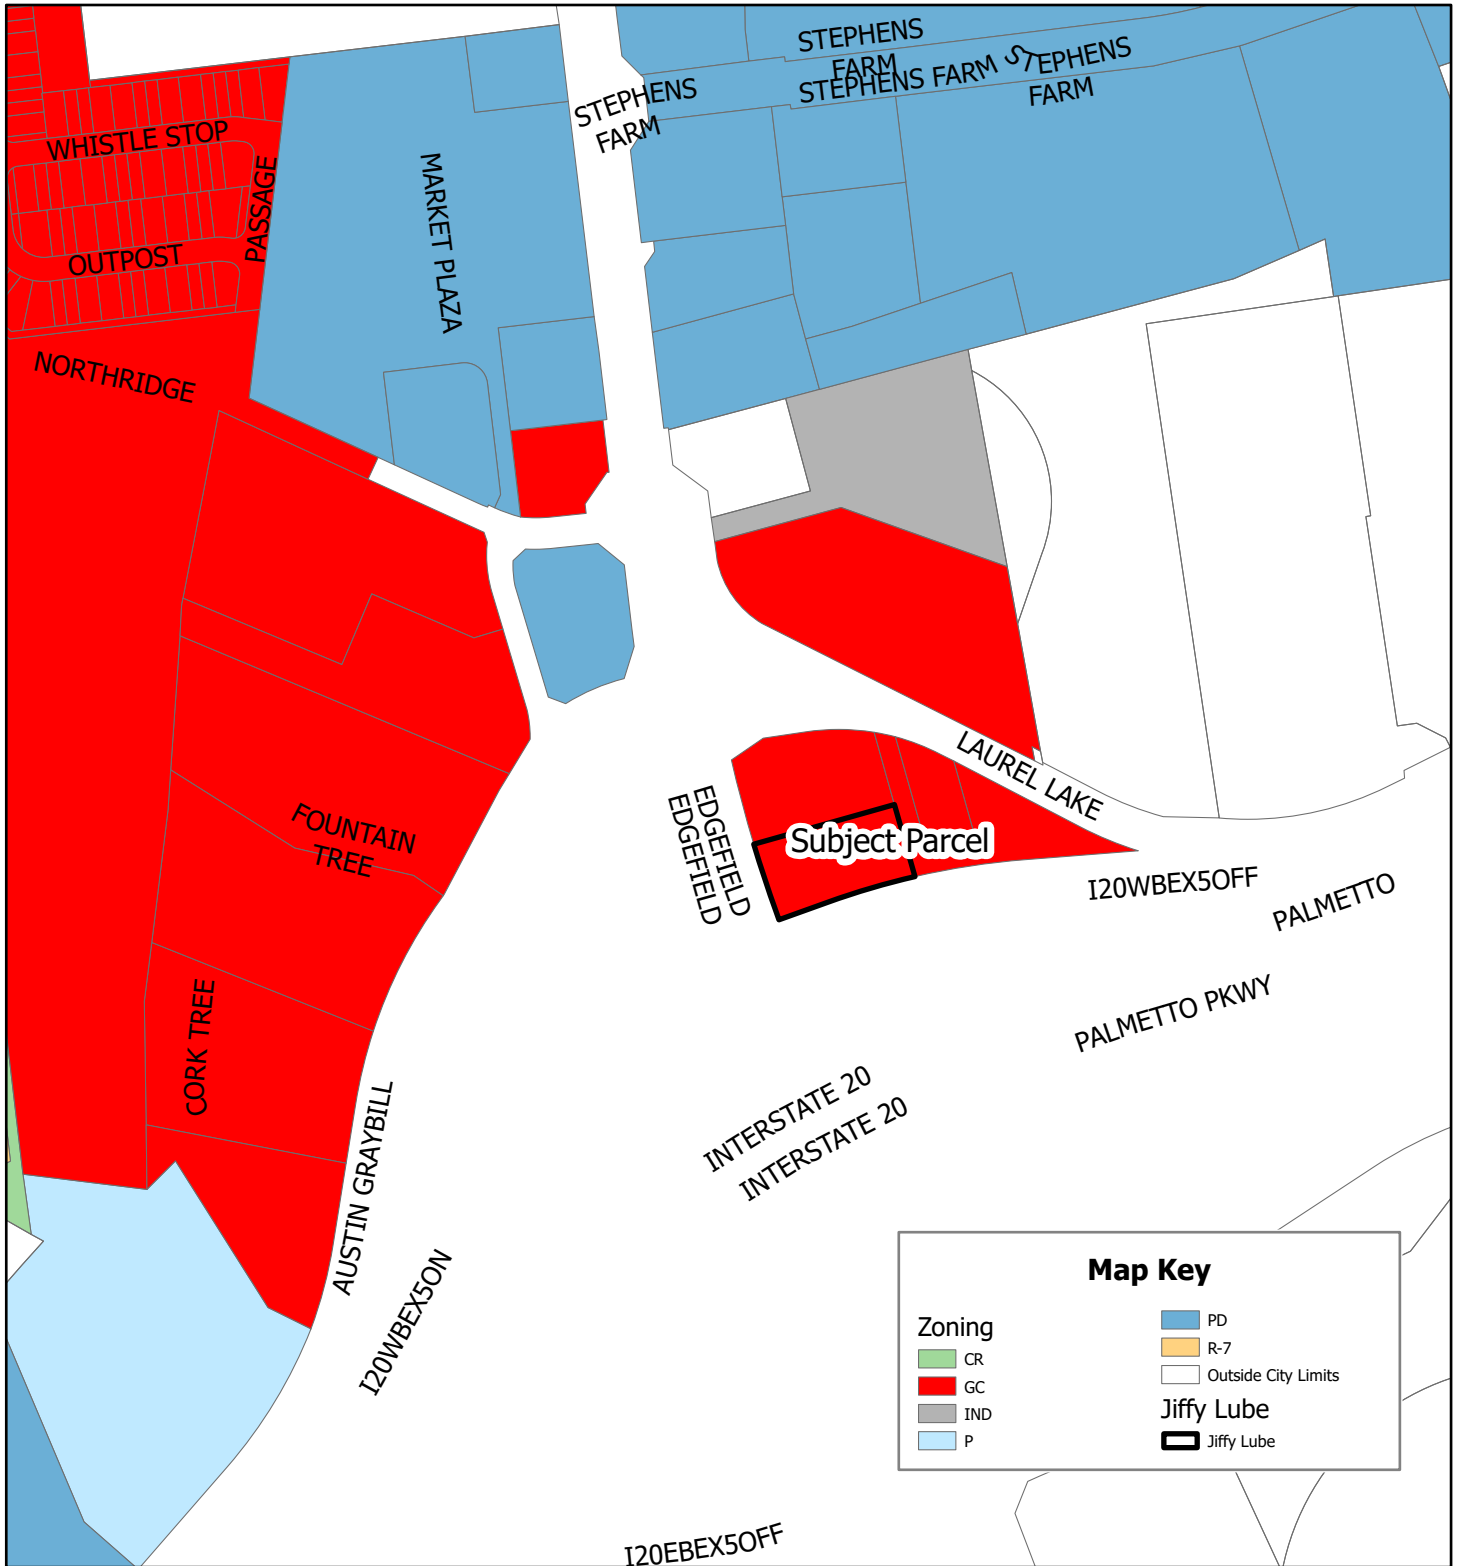 STEPHENS
FARM
STEPHENS FARM
STEPHENS
FARM
STEPHENS
FARM
WHISTLE STOP
PASSAGE
OUTPOST
MARKET PLAZA
NORTHRIDGE
LAUREL LAKE
EDGEFIELD
EDGEFIELD
Subject Parcel
FOUNTAIN
TREE
I20WBEX5OFF
PALMETTO
PALMETTO PKWY
CORK TREE
INTERSTATE 20
INTERSTATE 20
AUSTIN GRAYBILL
I20WBEX5ON
I20EBEX5OFF
Map Key
Zoning
CR
GC
IND
P
PD
R-7
Outside City Limits
Jiffy Lube
Jiffy Lube